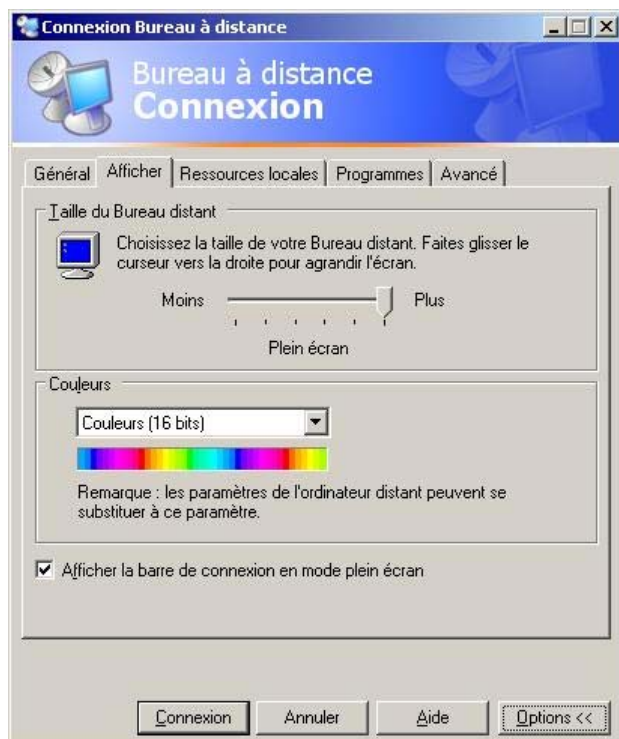 Connexion Bureau à distance
Bureau à distance
Connexion
Général Afficher Ressources locales Programmes Avancé
Taille du Bureau distant
Choisissez la taille de votre Bureau distant. Faites glisser le
curseur vers la droite pour agrandir l'écran.
Moins Plus
Plein écran
Couleurs
Couleurs (16 bits)
Remarque : les paramètres de l'ordinateur distant peuvent se
substituer à ce paramètre.
Afficher la barre de connexion en mode plein écran
Connexion Annuler Aide Options <<